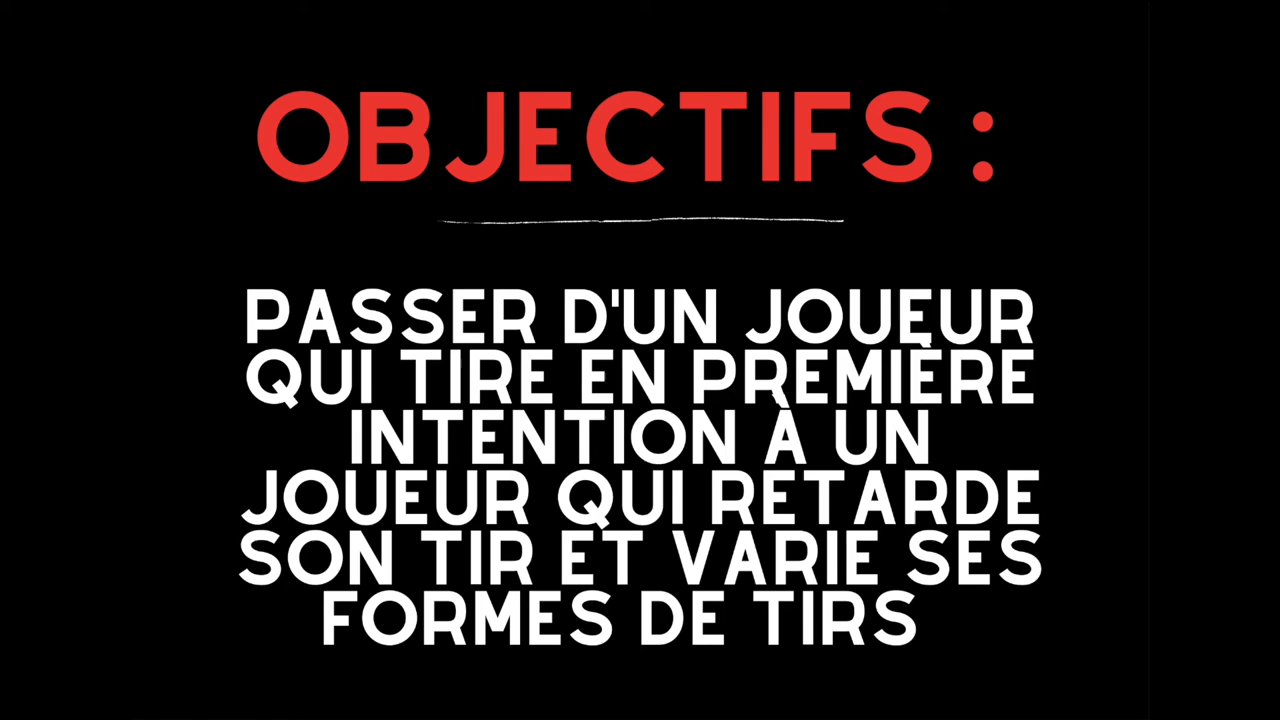 OBJECTIFS :
PASSER D'UN JOUEUR
QUI TIRE EN PREMIÈRE
INTENTION À UN
JOUEUR QUI RETARDE
SON TIR ET VARIE SES
FORMES DE TIRS